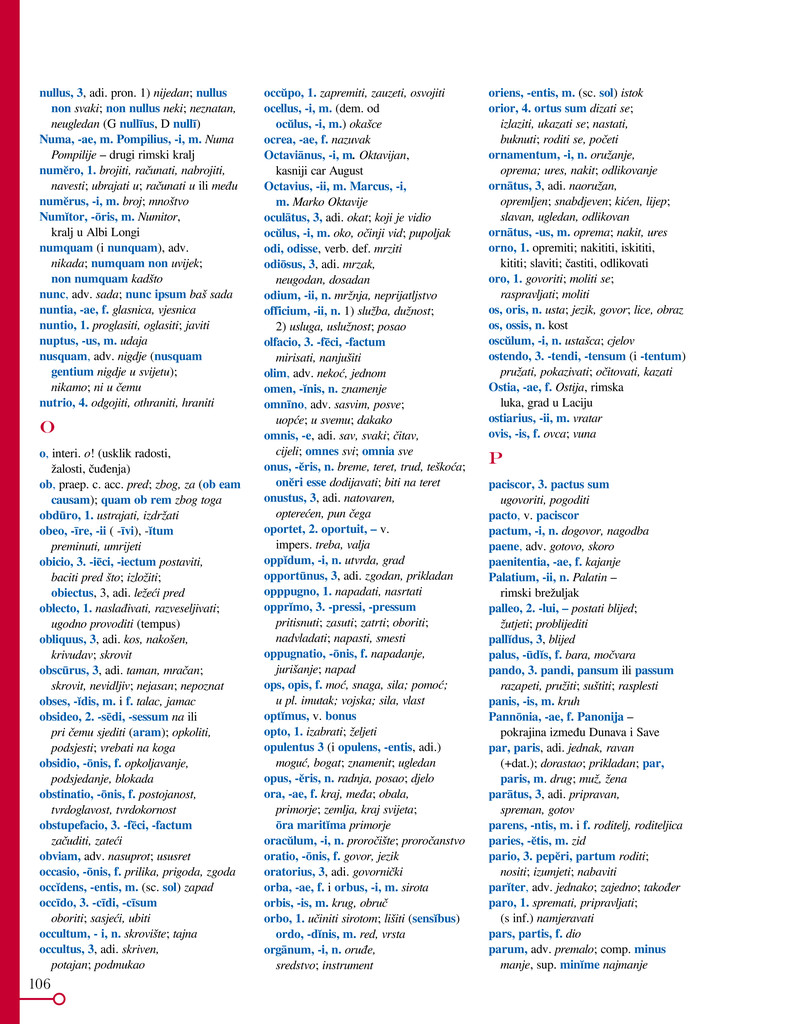 nullus, 3, adi. pron. 1) nijedan; nullus
non svaki; non nullus neki; neznatan,
neugledan (G nullīus, D nullī)
Numa, -ae, m. Pompilius, -i, m. Numa
Pompilije – drugi rimski kralj
numĕro, 1. brojiti, računati, nabrojiti,
navesti; ubrajati u; računati u ili među
numĕrus, -i, m. broj; mnoštvo
Numĭtor, -ōris, m. Numitor,
kralj u Albi Longi
numquam (i nunquam), adv.
nikada; numquam non uvijek;
non numquam kadšto
nunc, adv. sada; nunc ipsum baš sada
nuntia, -ae, f. glasnica, vjesnica
nuntio, 1. proglasiti, oglasiti; javiti
nuptus, -us, m. udaja
nusquam, adv. nigdje (nusquam
gentium nigdje u svijetu);
nikamo; ni u čemu
nutrio, 4. odgojiti, othraniti, hraniti
O
o, interi. o! (usklik radosti,
žalosti, čuđenja)
ob, praep. c. acc. pred; zbog, za (ob eam
causam); quam ob rem zbog toga
obdūro, 1. ustrajati, izdržati
obeo, -īre, -ii ( -īvi), -ĭtum
preminuti, umrijeti
obicio, 3. -iēci, -iectum postaviti,
baciti pred što; izložiti;
obiectus, 3, adi. ležeći pred
oblecto, 1. naslađivati, razveseljivati;
ugodno provoditi (tempus)
obliquus, 3, adi. kos, nakošen,
krivudav; skrovit
obscūrus, 3, adi. taman, mračan;
skrovit, nevidljiv; nejasan; nepoznat
obses, -ĭdis, m. i f. talac, jamac
obsideo, 2. -sēdi, -sessum na ili
pri čemu sjediti (aram); opkoliti,
podsjesti; vrebati na koga
obsidio, -ōnis, f. opkoljavanje,
podsjedanje, blokada
obstinatio, -ōnis, f. postojanost,
tvrdoglavost, tvrdokornost
obstupefacio, 3. -fēci, -factum
začuditi, zateći
obviam, adv. nasuprot; ususret
occasio, -ōnis, f. prilika, prigoda, zgoda
occĭdens, -entis, m. (sc. sol) zapad
occīdo, 3. -cīdi, -cīsum
oboriti; sasjeći, ubiti
occultum, - i, n. skrovište; tajna
occultus, 3, adi. skriven,
potajan; podmukao
occŭpo, 1. zapremiti, zauzeti, osvojiti
ocellus, -i, m. (dem. od
ocŭlus, -i, m.) okašce
ocrea, -ae, f. nazuvak
Octaviānus, -i, m. Oktavijan,
kasniji car August
Octavius, -ii, m. Marcus, -i,
m. Marko Oktavije
oculātus, 3, adi. okat; koji je vidio
ocŭlus, -i, m. oko, očinji vid; pupoljak
odi, odisse, verb. def. mrziti
odiōsus, 3, adi. mrzak,
neugodan, dosadan
odium, -ii, n. mržnja, neprijatljstvo
officium, -ii, n. 1) služba, dužnost;
2) usluga, uslužnost; posao
olfacio, 3. -fēci, -factum
mirisati, nanjušiti
olim, adv. nekoć, jednom
omen, -ĭnis, n. znamenje
omnīno, adv. sasvim, posve;
uopće; u svemu; dakako
omnis, -e, adi. sav, svaki; čitav,
cijeli; omnes svi; omnia sve
onus, -ĕris, n. breme, teret, trud, teškoća;
onĕri esse dodijavati; biti na teret
onustus, 3, adi. natovaren,
opterećen, pun čega
oportet, 2. oportuit, – v.
impers. treba, valja
oppĭdum, -i, n. utvrda, grad
opportūnus, 3, adi. zgodan, prikladan
opppugno, 1. napadati, nasrtati
opprĭmo, 3. -pressi, -pressum
pritisnuti; zasuti; zatrti; oboriti;
nadvladati; napasti, smesti
oppugnatio, -ōnis, f. napadanje,
jurišanje; napad
ops, opis, f. moć, snaga, sila; pomoć;
u pl. imutak; vojska; sila, vlast
optĭmus, v. bonus
opto, 1. izabrati; željeti
opulentus 3 (i opulens, -entis, adi.)
moguć, bogat; znamenit; ugledan
opus, -ĕris, n. radnja, posao; djelo
ora, -ae, f. kraj, međa; obala,
primorje; zemlja, kraj svijeta;
ōra maritĭma primorje
oracŭlum, -i, n. proročište; proročanstvo
oratio, -ōnis, f. govor, jezik
oratorius, 3, adi. govornički
orba, -ae, f. i orbus, -i, m. sirota
orbis, -is, m. krug, obruč
orbo, 1. učiniti sirotom; lišiti (sensĭbus)
ordo, -dĭnis, m. red, vrsta
orgănum, -i, n. oruđe,
sredstvo; instrument
oriens, -entis, m. (sc. sol) istok
orior, 4. ortus sum dizati se;
izlaziti, ukazati se; nastati,
buknuti; roditi se, početi
ornamentum, -i, n. oružanje,
oprema; ures, nakit; odlikovanje
ornātus, 3, adi. naoružan,
opremljen; snabdjeven; kićen, lijep;
slavan, ugledan, odlikovan
ornātus, -us, m. oprema; nakit, ures
orno, 1. opremiti; nakititi, iskititi,
kititi; slaviti; častiti, odlikovati
oro, 1. govoriti; moliti se;
raspravljati; moliti
os, oris, n. usta; jezik, govor; lice, obraz
os, ossis, n. kost
oscŭlum, -i, n. ustašca; cjelov
ostendo, 3. -tendi, -tensum (i -tentum)
pružati, pokazivati; očitovati, kazati
Ostia, -ae, f. Ostija, rimska
luka, grad u Laciju
ostiarius, -ii, m. vratar
ovis, -is, f. ovca; vuna
P
paciscor, 3. pactus sum
ugovoriti, pogoditi
pacto, v. paciscor
pactum, -i, n. dogovor, nagodba
paene, adv. gotovo, skoro
paenitentia, -ae, f. kajanje
Palatium, -ii, n. Palatin –
rimski brežuljak
palleo, 2. -lui, – postati blijed;
žutjeti; problijediti
pallĭdus, 3, blijed
palus, -ūdĭs, f. bara, močvara
pando, 3. pandi, pansum ili passum
razapeti, pružiti; suštiti; rasplesti
panis, -is, m. kruh
Pannōnia, -ae, f. Panonija –
pokrajina između Dunava i Save
par, paris, adi. jednak, ravan
(+dat.); dorastao; prikladan; par,
paris, m. drug; muž, žena
parātus, 3, adi. pripravan,
spreman, gotov
parens, -ntis, m. i f. roditelj, roditeljica
paries, -ĕtis, m. zid
pario, 3. pepĕri, partum roditi;
nositi; izumjeti; nabaviti
parĭter, adv. jednako; zajedno; također
paro, 1. spremati, pripravljati;
(s inf.) namjeravati
pars, partis, f. dio
parum, adv. premalo; comp. minus
manje, sup. minĭme najmanje
106